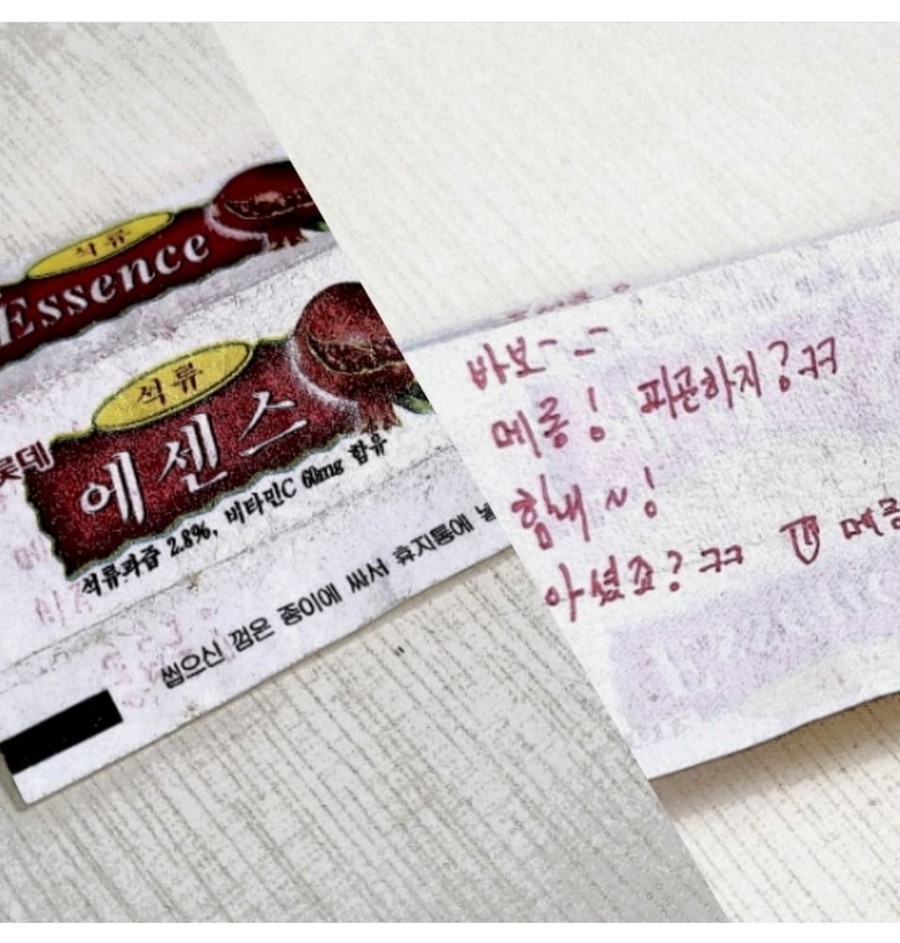 석류
Essence
석류
롯데
에센스
석류과즙 2.8%, 비타민C 60mg 함유
씹으신 껌은 종이에 싸서 휴지통에
바보~ -_-
메롱! 피곤하지?ㅋㅋ
힘내~!
아셨죠?ㅋㅋ 메롱